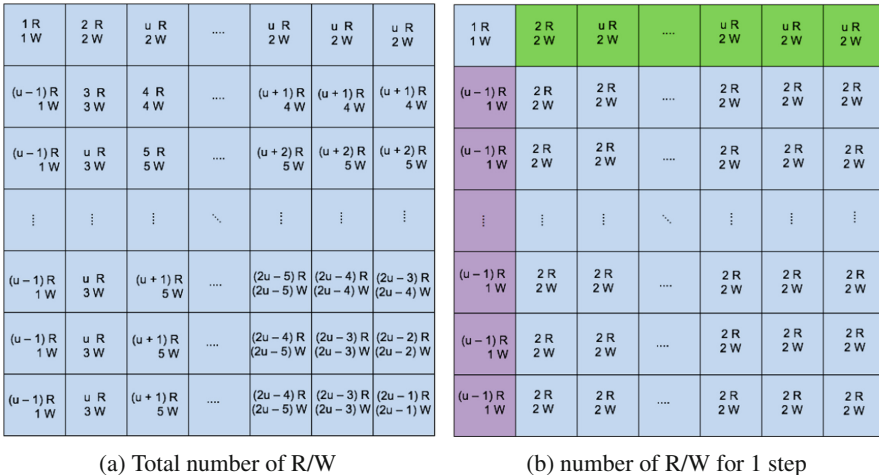 1 R 2 R u R .... u R u R u R
1 W 2 W 2 W 2 W 2 W 2 W
(u – 1) R 3 R 4 R .... (u + 1) R (u + 1) R (u + 1) R
1 W 3 W 4 W 4 W 4 W 4 W
(u – 1) R u R 5 R .... (u + 2) R (u + 2) R (u + 2) R
1 W 3 W 5 W 5 W 5 W 5 W
(u – 1) R u R (u + 1) R .... (2u – 5) R (2u – 4) R (2u – 3) R
1 W 3 W 5 W (2u – 5) W (2u – 4) W (2u – 4) W
(u – 1) R u R (u + 1) R .... (2u – 4) R (2u – 3) R (2u – 2) R
1 W 3 W 5 W (2u – 5) W (2u – 3) W (2u – 2) W
(u – 1) R u R (u + 1) R .... (2u – 4) R (2u – 3) R (2u – 1) R
1 W 3 W 5 W (2u – 5) W (2u – 3) W (2u – 1) W
(a) Total number of R/W
1 R 2 R u R .... u R u R u R
1 W 2 W 2 W 2 W 2 W 2 W
(u – 1) R 2 R 2 R .... 2 R 2 R 2 R
1 W 2 W 2 W 2 W 2 W 2 W
(u – 1) R 2 R 2 R .... 2 R 2 R 2 R
1 W 2 W 2 W 2 W 2 W 2 W
(u – 1) R 2 R 2 R .... 2 R 2 R 2 R
1 W 2 W 2 W 2 W 2 W 2 W
(u – 1) R 2 R 2 R .... 2 R 2 R 2 R
1 W 2 W 2 W 2 W 2 W 2 W
(u – 1) R 2 R 2 R .... 2 R 2 R 2 R
1 W 2 W 2 W 2 W 2 W 2 W
(b) number of R/W for 1 step